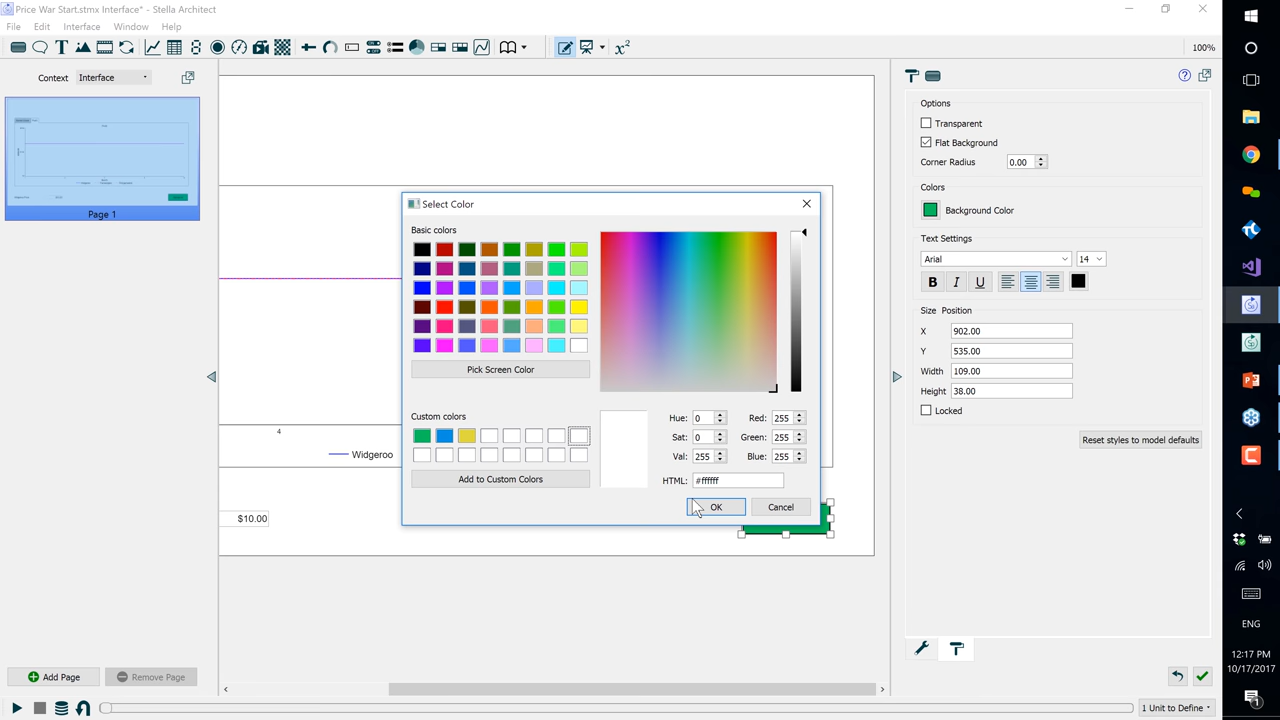 Price War Start.stmx Interface* - Stella Architect
File Edit Interface Window Help
100%
Context Interface
Page 1
Add Page
Remove Page
4
Widgeroo
$10.00
Select Color
Basic colors
Pick Screen Color
Custom colors
Add to Custom Colors
Hue: 0
Red: 255
Sat: 0
Green: 255
Val: 255
Blue: 255
HTML: #ffffff
OK
Cancel
Options
Transparent
Flat Background
Corner Radius 0.00
Colors
Background Color
Text Settings
Arial 14
B I U
Size Position
X 902.00
Y 535.00
Width 109.00
Height 38.00
Locked
Reset styles to model defaults
1 Unit to Define
ENG
12:17 PM
10/17/2017